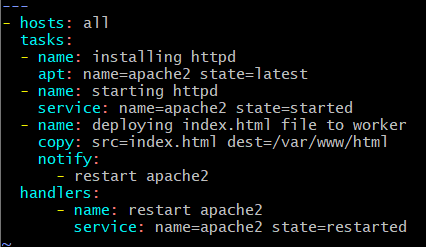 ---
- hosts: all
  tasks:
  - name: installing httpd
    apt: name=apache2 state=latest
  - name: starting httpd
    service: name=apache2 state=started
  - name: deploying index.html file to worker
    copy: src=index.html dest=/var/www/html
    notify:
      - restart apache2
  handlers:
      - name: restart apache2
        service: name=apache2 state=restarted
~